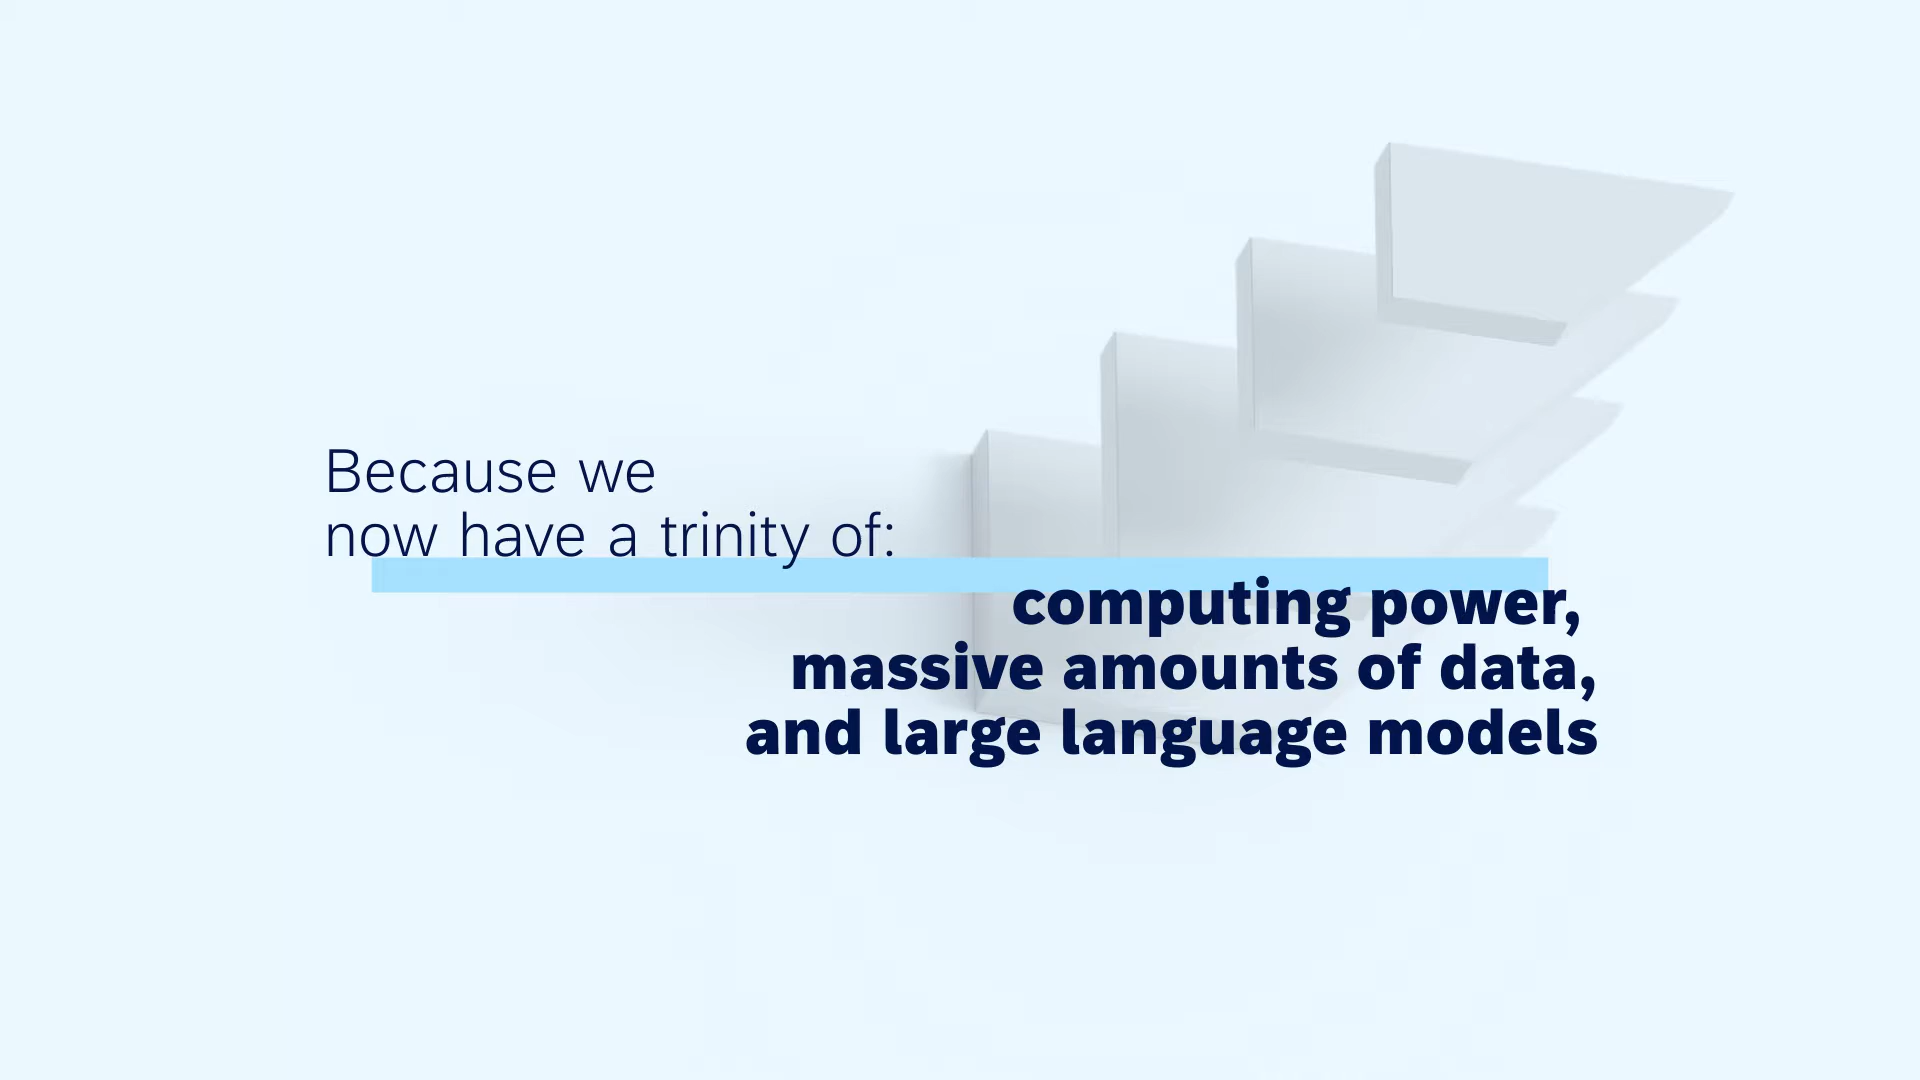 Because we
now have a trinity of:
computing power,
massive amounts of data,
and large language models